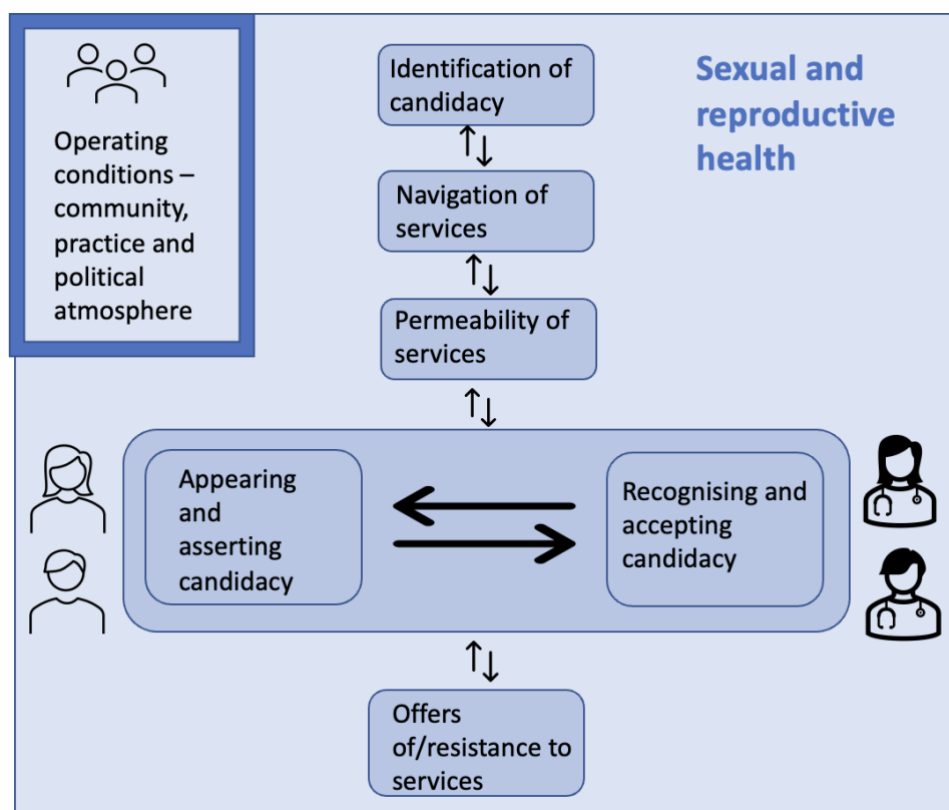 Operating
conditions –
community,
practice and
political
atmosphere
Identification of
candidacy
Sexual and
reproductive
health
Navigation of
services
Permeability of
services
Appearing
and
asserting
candidacy
Recognising and
accepting
candidacy
Offers
of/resistance to
services